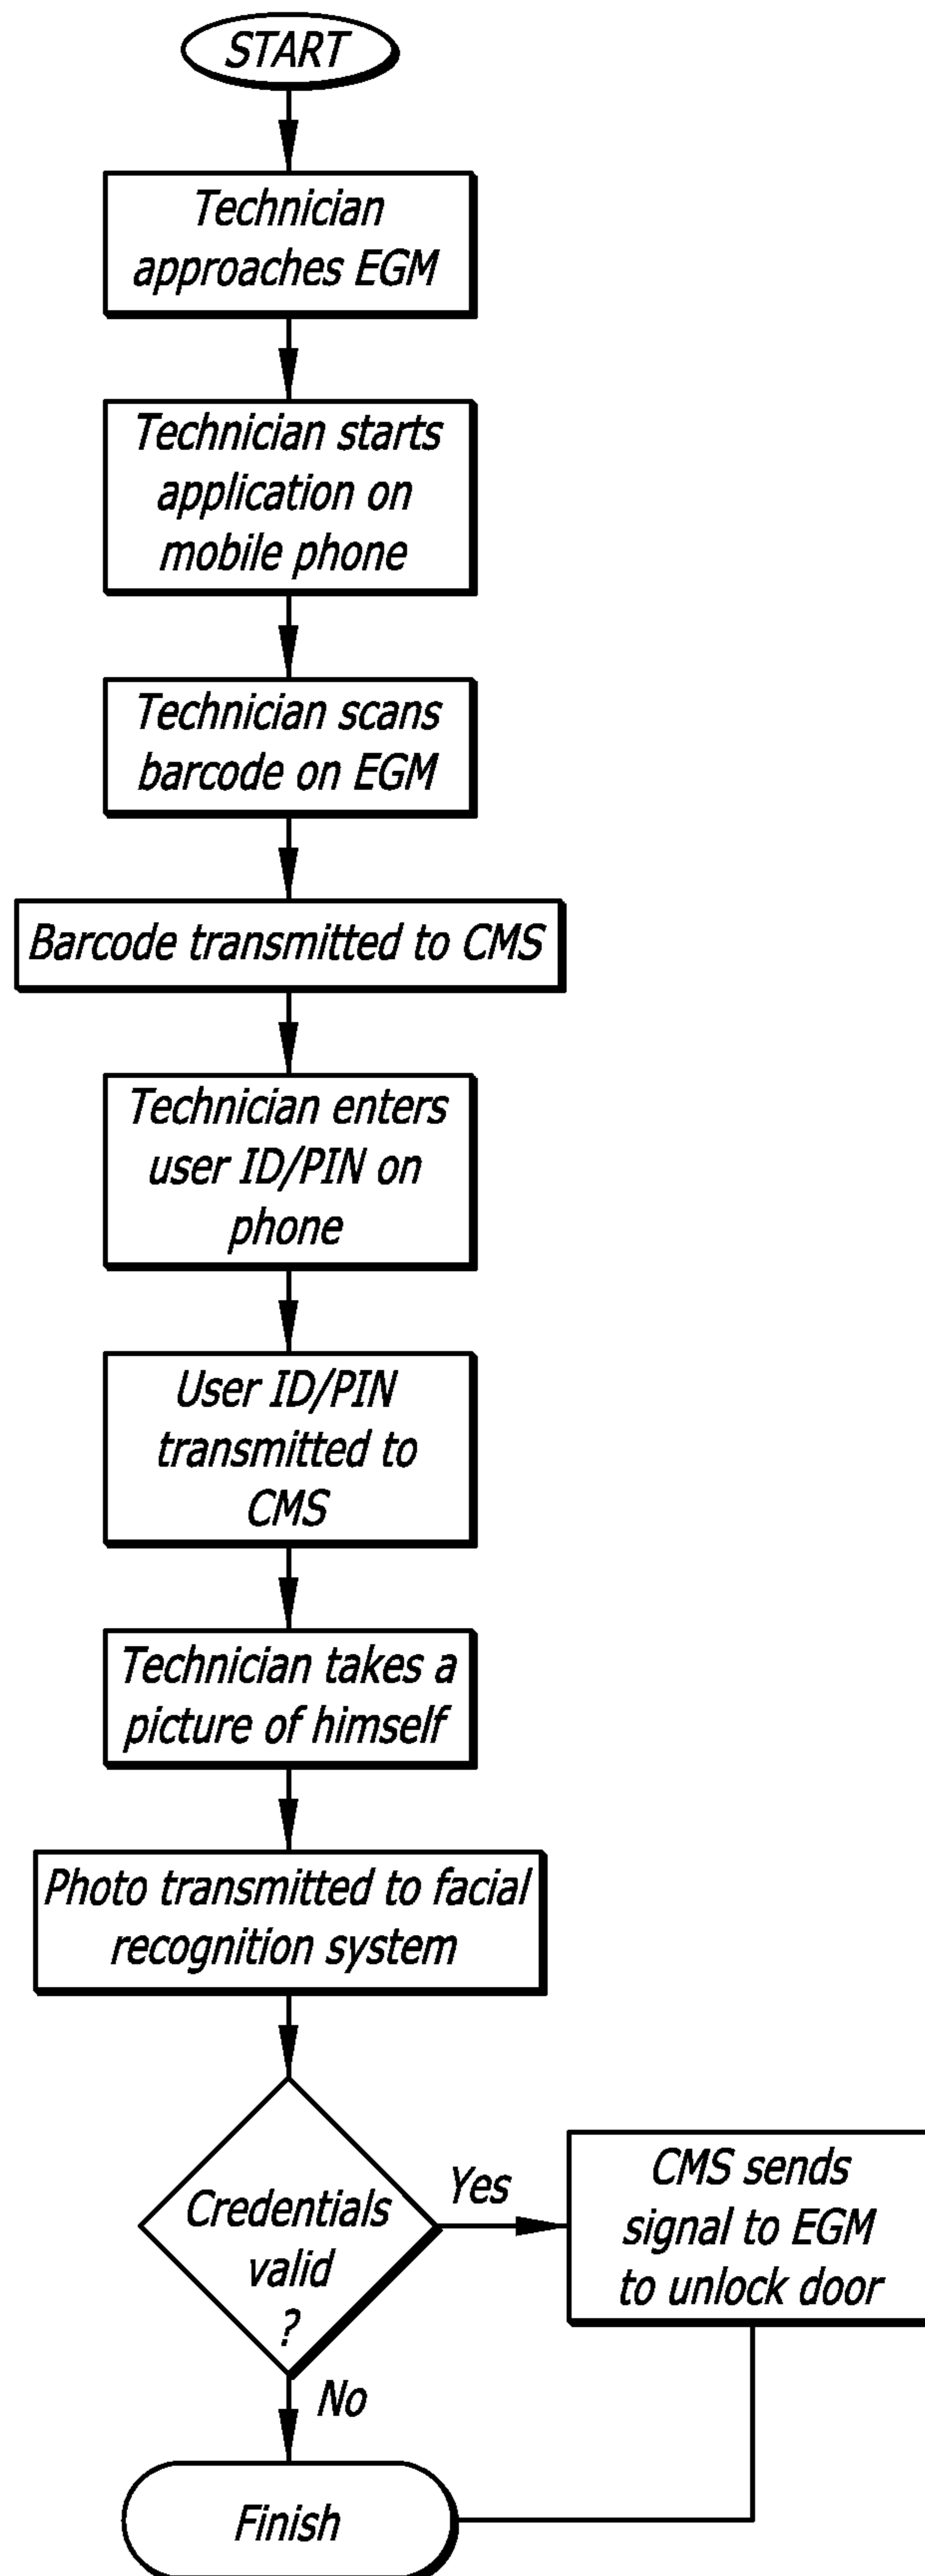 START
Technician
approaches EGM
Technician starts
application on
mobile phone
Technician scans
barcode on EGM
Barcode transmitted to CMS
Technician enters
user ID/PIN on
phone
User ID/PIN
transmitted to
CMS
Technician takes a
picture of himself
Photo transmitted to facial
recognition system
Credentials
valid
?
Yes
CMS sends
signal to EGM
to unlock door
No
Finish